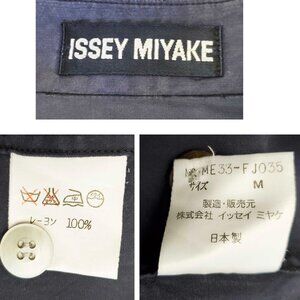 ISSEY MIYAKE
レーヨン 100%
ME33-FJ035
サイズ M
製造・販売元
株式会社 イッセイ ミヤケ
日本製